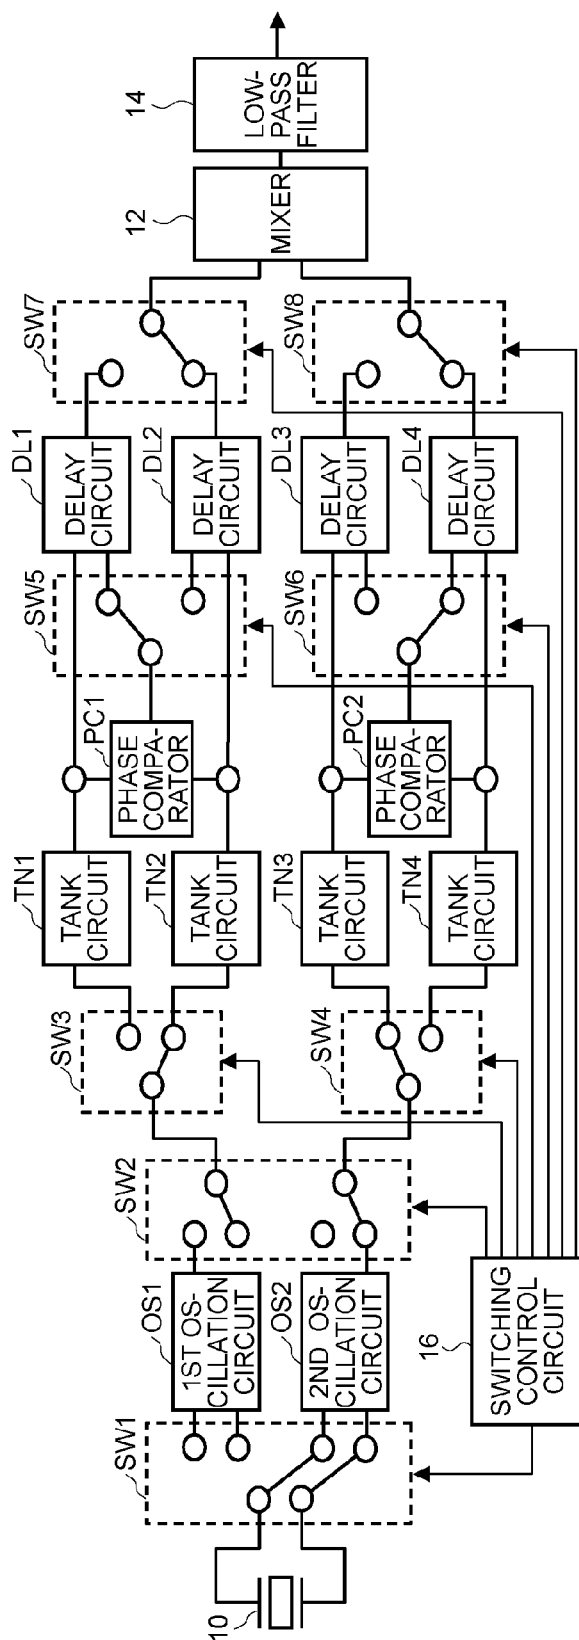 10
SW1
OS1
1ST OS-
CILLATION
CIRCUIT
OS2
2ND OS-
CILLATION
CIRCUIT
SW2
SW3
SW4
TN1
TANK
CIRCUIT
TN2
TANK
CIRCUIT
TN3
TANK
CIRCUIT
TN4
TANK
CIRCUIT
PC1
PHASE
COMPA-
RATOR
PC2
PHASE
COMPA-
RATOR
SW5
SW6
DL1
DELAY
CIRCUIT
DL2
DELAY
CIRCUIT
DL3
DELAY
CIRCUIT
DL4
DELAY
CIRCUIT
SW7
SW8
12
MIXER
14
LOW-
PASS
FILTER
16
SWITCHING
CONTROL
CIRCUIT